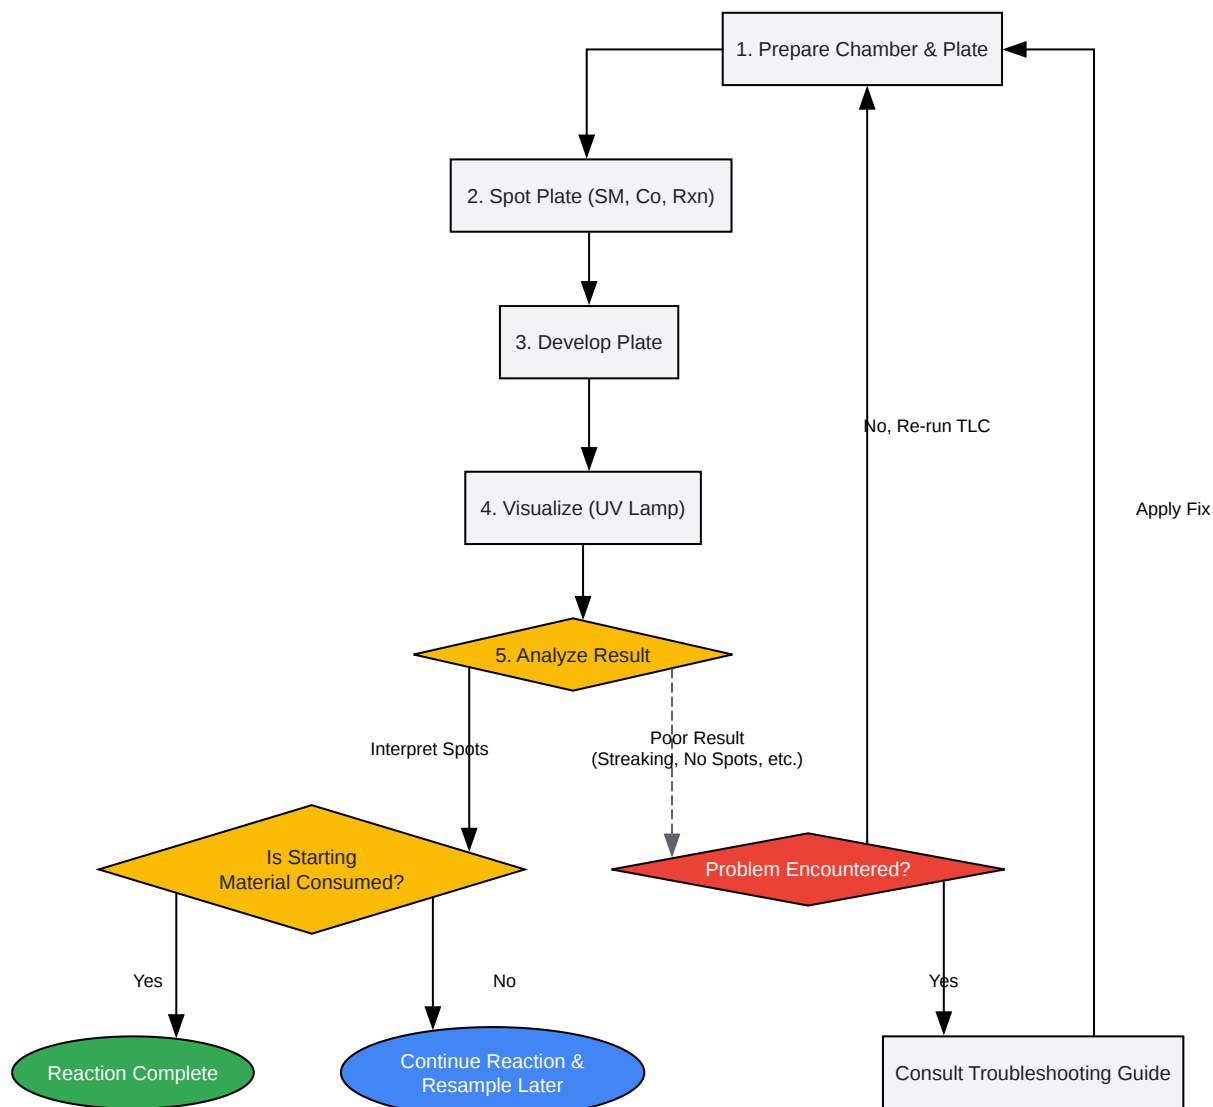 1. Prepare Chamber & Plate
2. Spot Plate (SM, Co, Rxn)
3. Develop Plate
No, Re-run TLC
4. Visualize (UV Lamp)
Apply Fix
5. Analyze Result
Interpret Spots
Poor Result
(Streaking, No Spots, etc.)
Is Starting
Material Consumed?
Problem Encountered?
Yes
No
Yes
Reaction Complete
Continue Reaction &
Resample Later
Consult Troubleshooting Guide